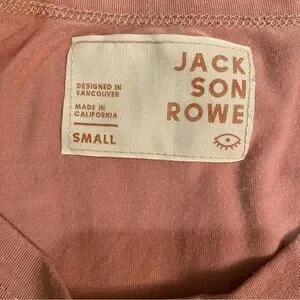 JACK
SON
ROWE
DESIGNED IN
VANCOUVER
MADE IN
CALIFORNIA
SMALL